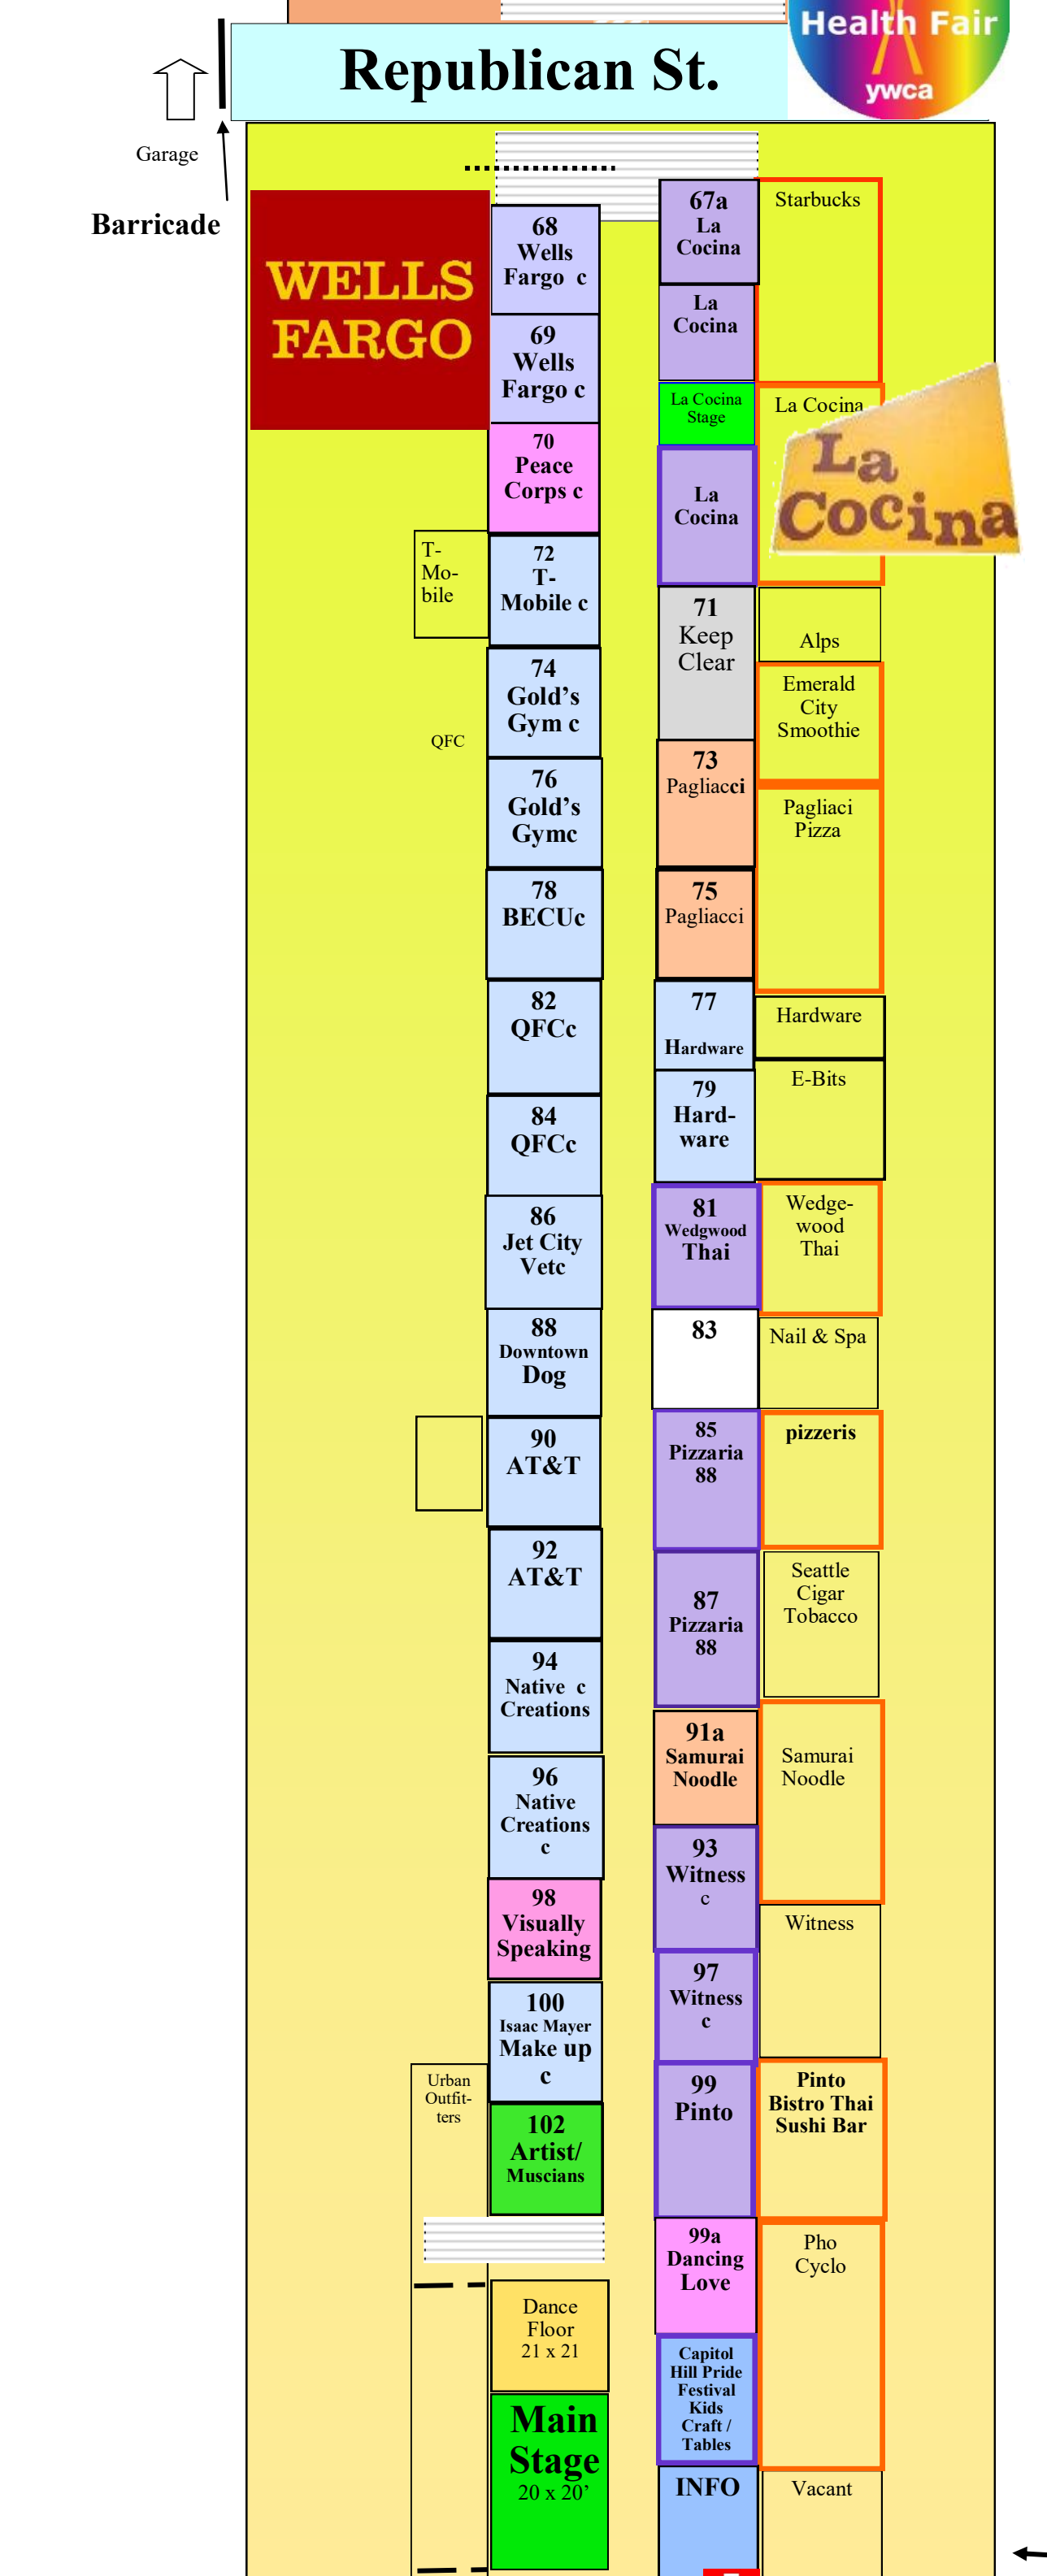 Health Fair
ywca
Republican St.
Garage
Barricade
WELLS
FARGO
68
Wells
Fargo c
69
Wells
Fargo c
70
Peace
Corps c
T-
Mo-
bile
72
T-
Mobile c
74
Gold's
Gym c
QFC
76
Gold's
Gymc
78
BECUc
82
QFCc
84
QFCc
86
Jet City
Vetc
88
Downtown
Dog
90
AT&T
92
AT&T
94
Native c
Creations
96
Native
Creations
c
98
Visually
Speaking
100
Isaac Mayer
Make up
c
Urban
Outfit-
ters
102
Artist/
Muscians
Dance
Floor
21 x 21
Main
Stage
20 x 20’
67a
La
Cocina
La
Cocina
La Cocina
Stage
La
Cocina
71
Keep
Clear
73
Pagliacci
75
Pagliacci
77
Hardware
79
Hard-
ware
81
Wedgwood
Thai
83
85
Pizzaria
88
87
Pizzaria
88
91a
Samurai
Noodle
93
Witness
c
97
Witness
c
99
Pinto
99a
Dancing
Love
Capitol
Hill Pride
Festival
Kids
Craft /
Tables
INFO
Starbucks
La Cocina
La
Cocina
Alps
Emerald
City
Smoothie
Pagliaci
Pizza
Hardware
E-Bits
Wedge-
wood
Thai
Nail & Spa
pizzeris
Seattle
Cigar
Tobacco
Samurai
Noodle
Witness
Pinto
Bistro Thai
Sushi Bar
Pho
Cyclo
Vacant